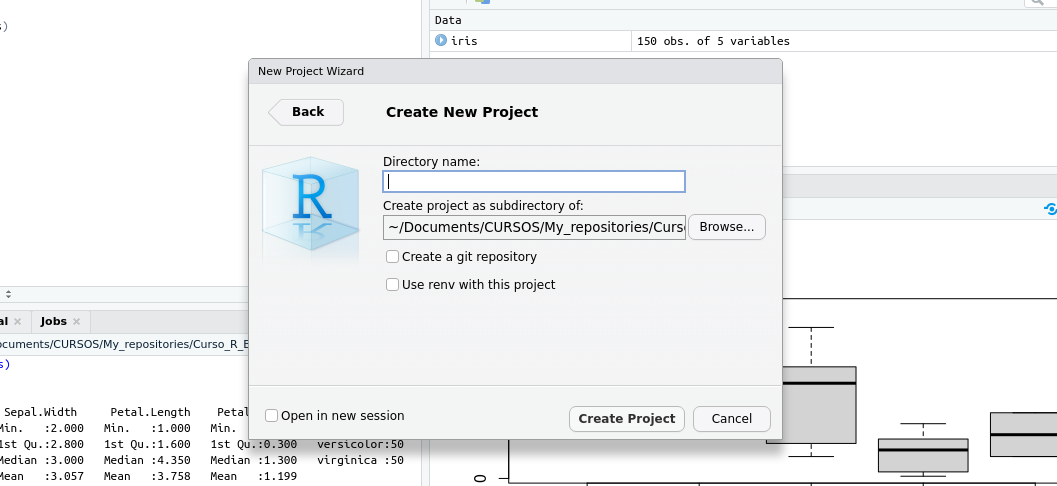 s)
Data
iris 150 obs. of 5 variables
New Project Wizard
Back
Create New Project
Directory name:
R
Create project as subdirectory of:
~/Documents/CURSOS/My_repositories/Curso
Browse...
Create a git repository
Use renv with this project
Open in new session
Create Project
Cancel
al Jobs
ocuments/CURSOS/My_repositories/Curso_R_B
s)
Sepal.Width Petal.Length Petal
Min. :2.000 Min. :1.000 Min.
1st Qu.:2.800 1st Qu.:1.600 1st Qu.:0.300 versicolor:50
Median :3.000 Median :4.350 Median :1.300 virginica :50
Mean :3.057 Mean :3.758 Mean :1.199
0